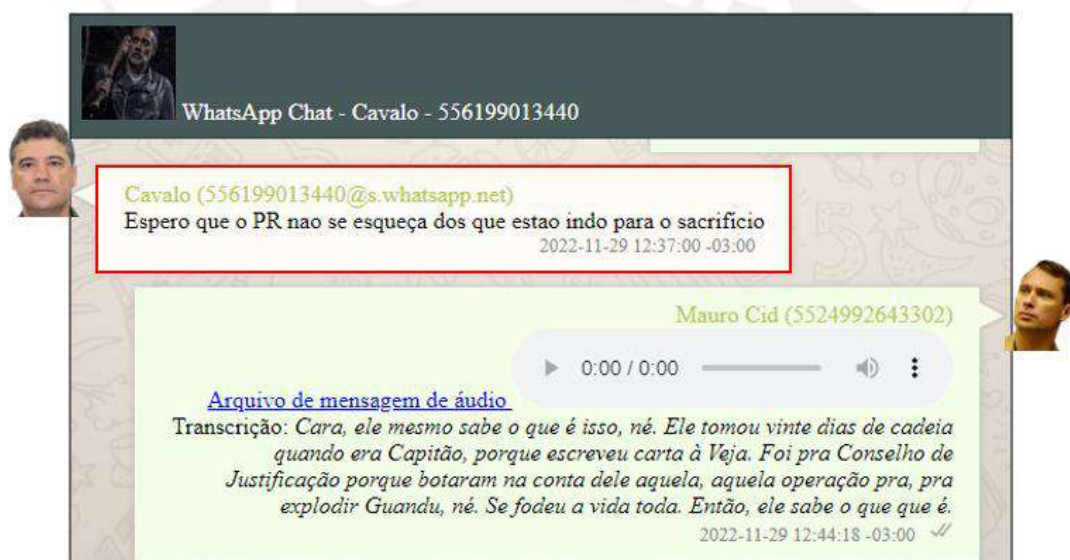 WhatsApp Chat - Cavalo - 556199013440
Cavalo (556199013440@s.whatsapp.net)
Espero que o PR nao se esqueça dos que estao indo para o sacrifício
2022-11-29 12:37:00 -03:00
Mauro Cid (5524992643302)
0:00 / 0:00
Arquivo de mensagem de áudio
Transcrição: Cara, ele mesmo sabe o que é isso, né. Ele tomou vinte dias de cadeia
quando era Capitão, porque escreveu carta à Veja. Foi pra Conselho de
Justificação porque botaram na conta dele aquela, aquela operação pra, pra
explodir Guandu, né. Se fodeu a vida toda. Então, ele sabe o que que é.
2022-11-29 12:44:18 -03:00